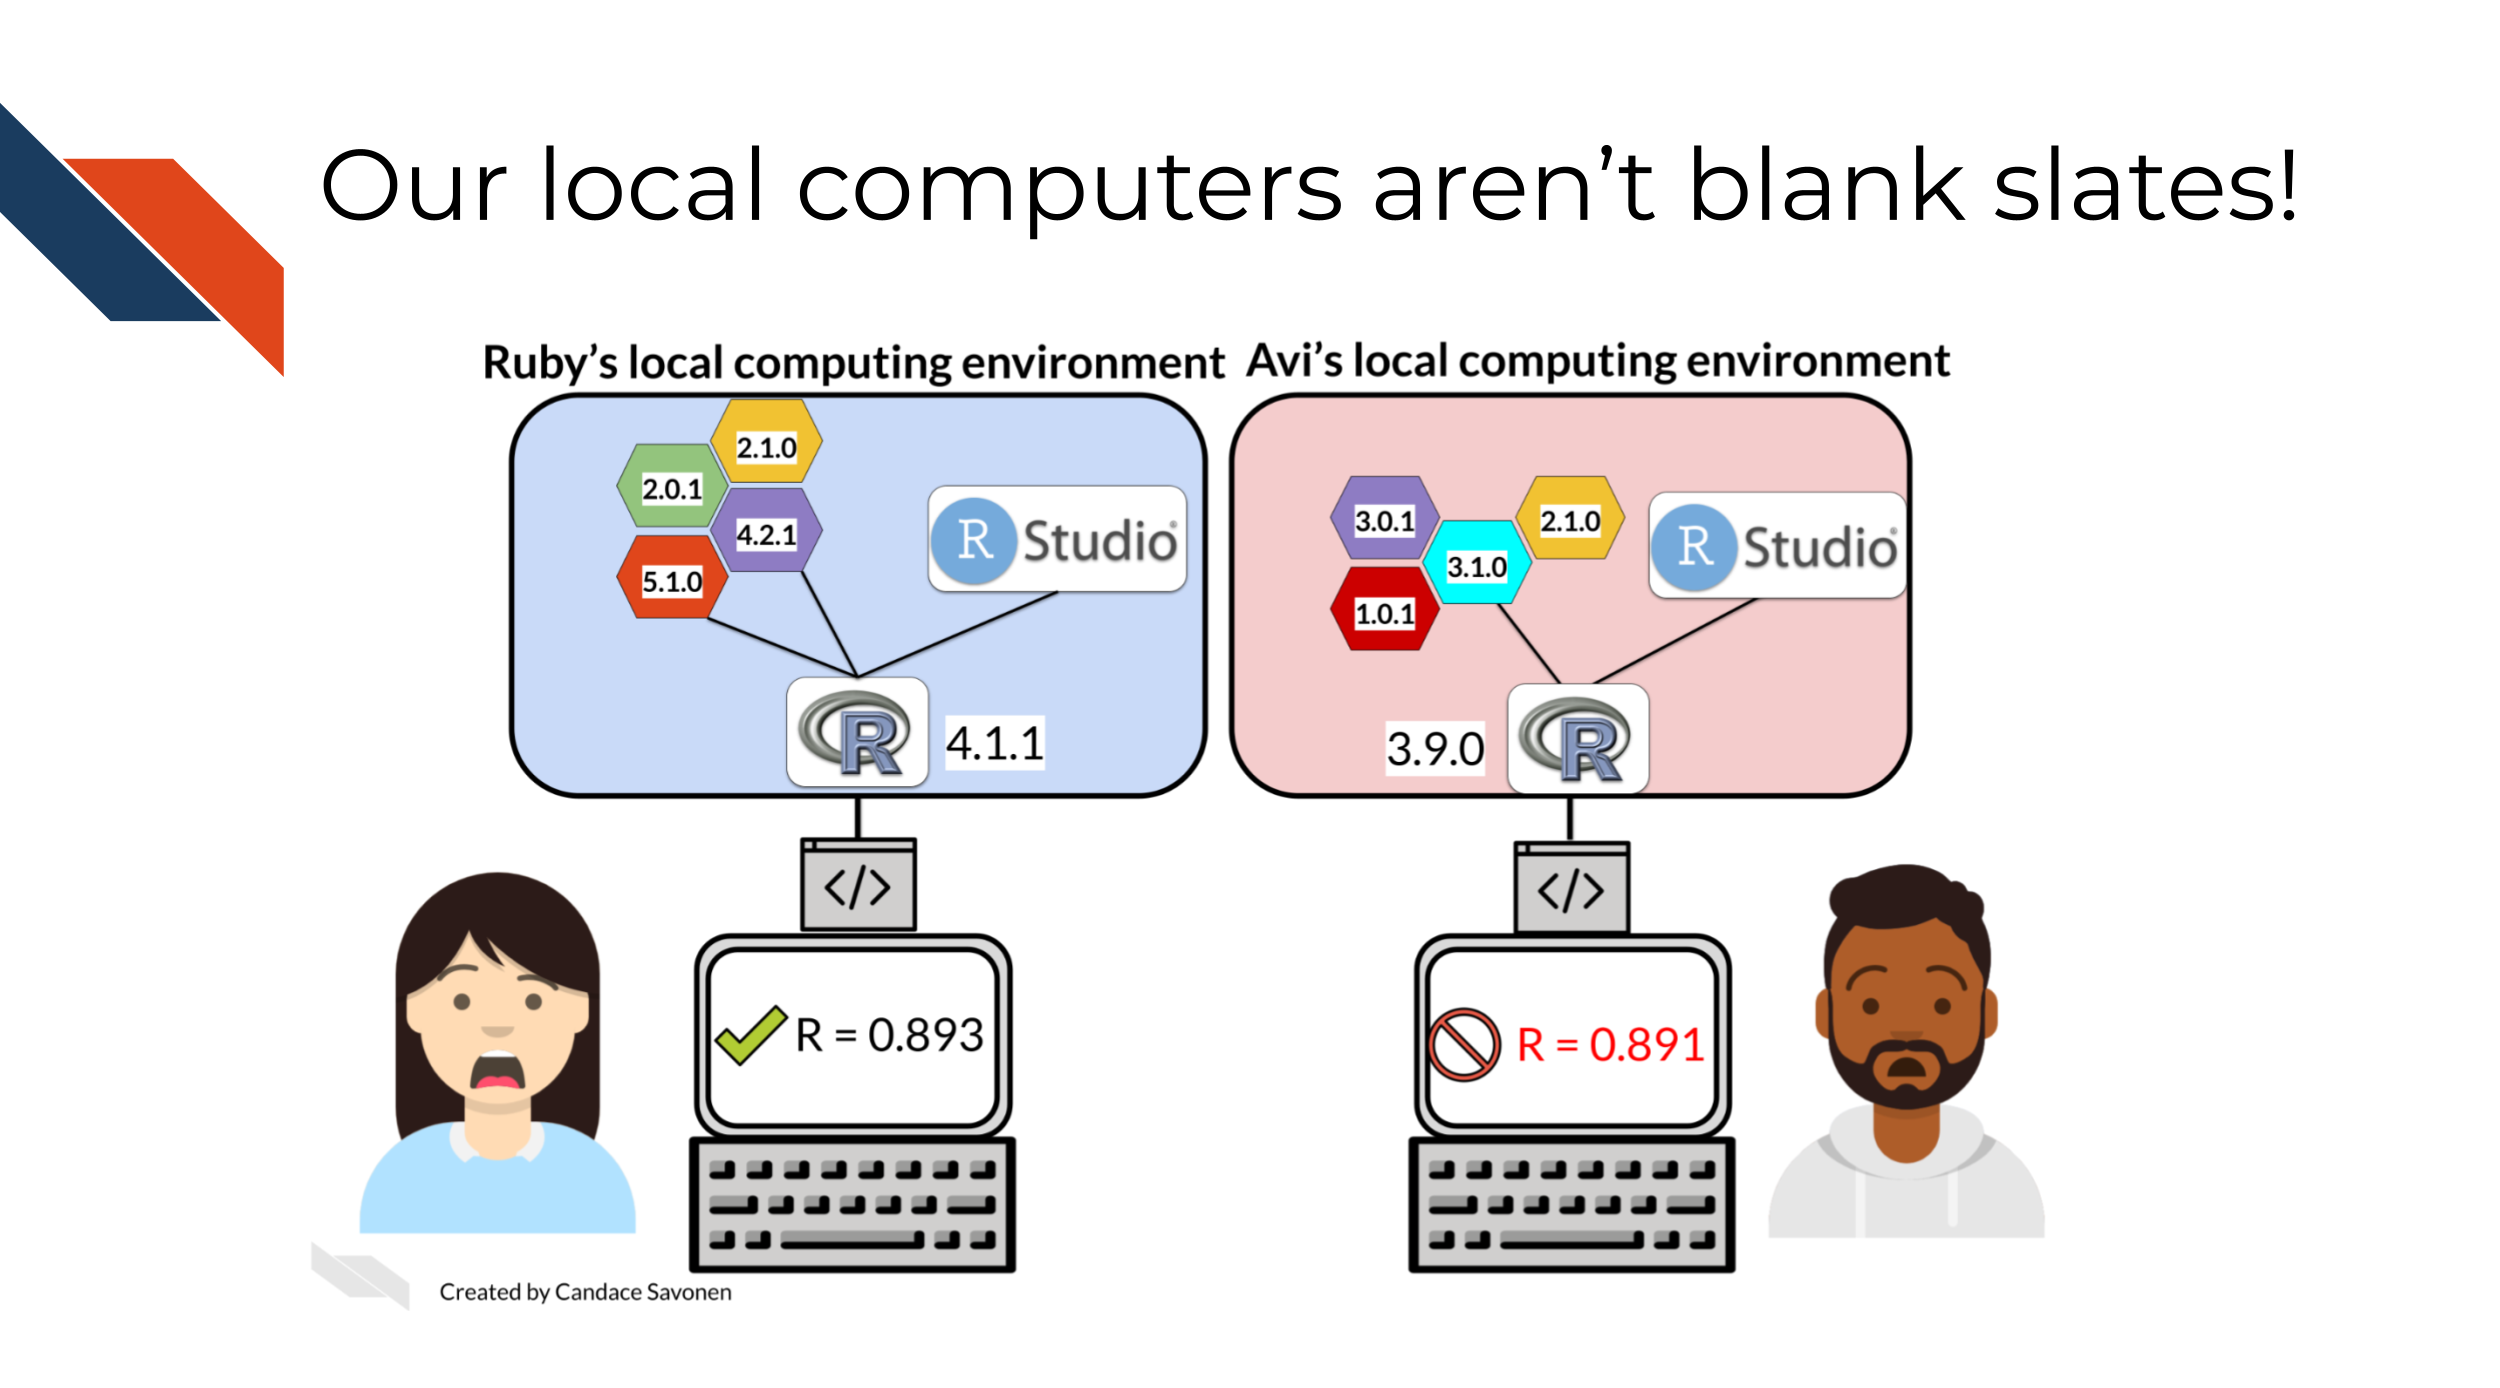 Our local computers aren’t blank slates!
Ruby’s local computing environment
2.1.0
2.0.1
4.2.1
5.1.0
R Studio®
R
4.1.1
</>
R = 0.893
Avi’s local computing environment
3.0.1
2.1.0
3.1.0
1.0.1
R Studio®
3.9.0
R
</>
R = 0.891
Created by Candace Savonen